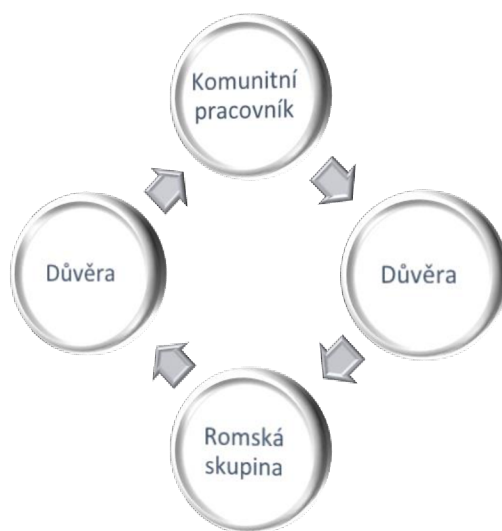 Komunitní
pracovník
Důvěra
Důvěra
Romská
skupina